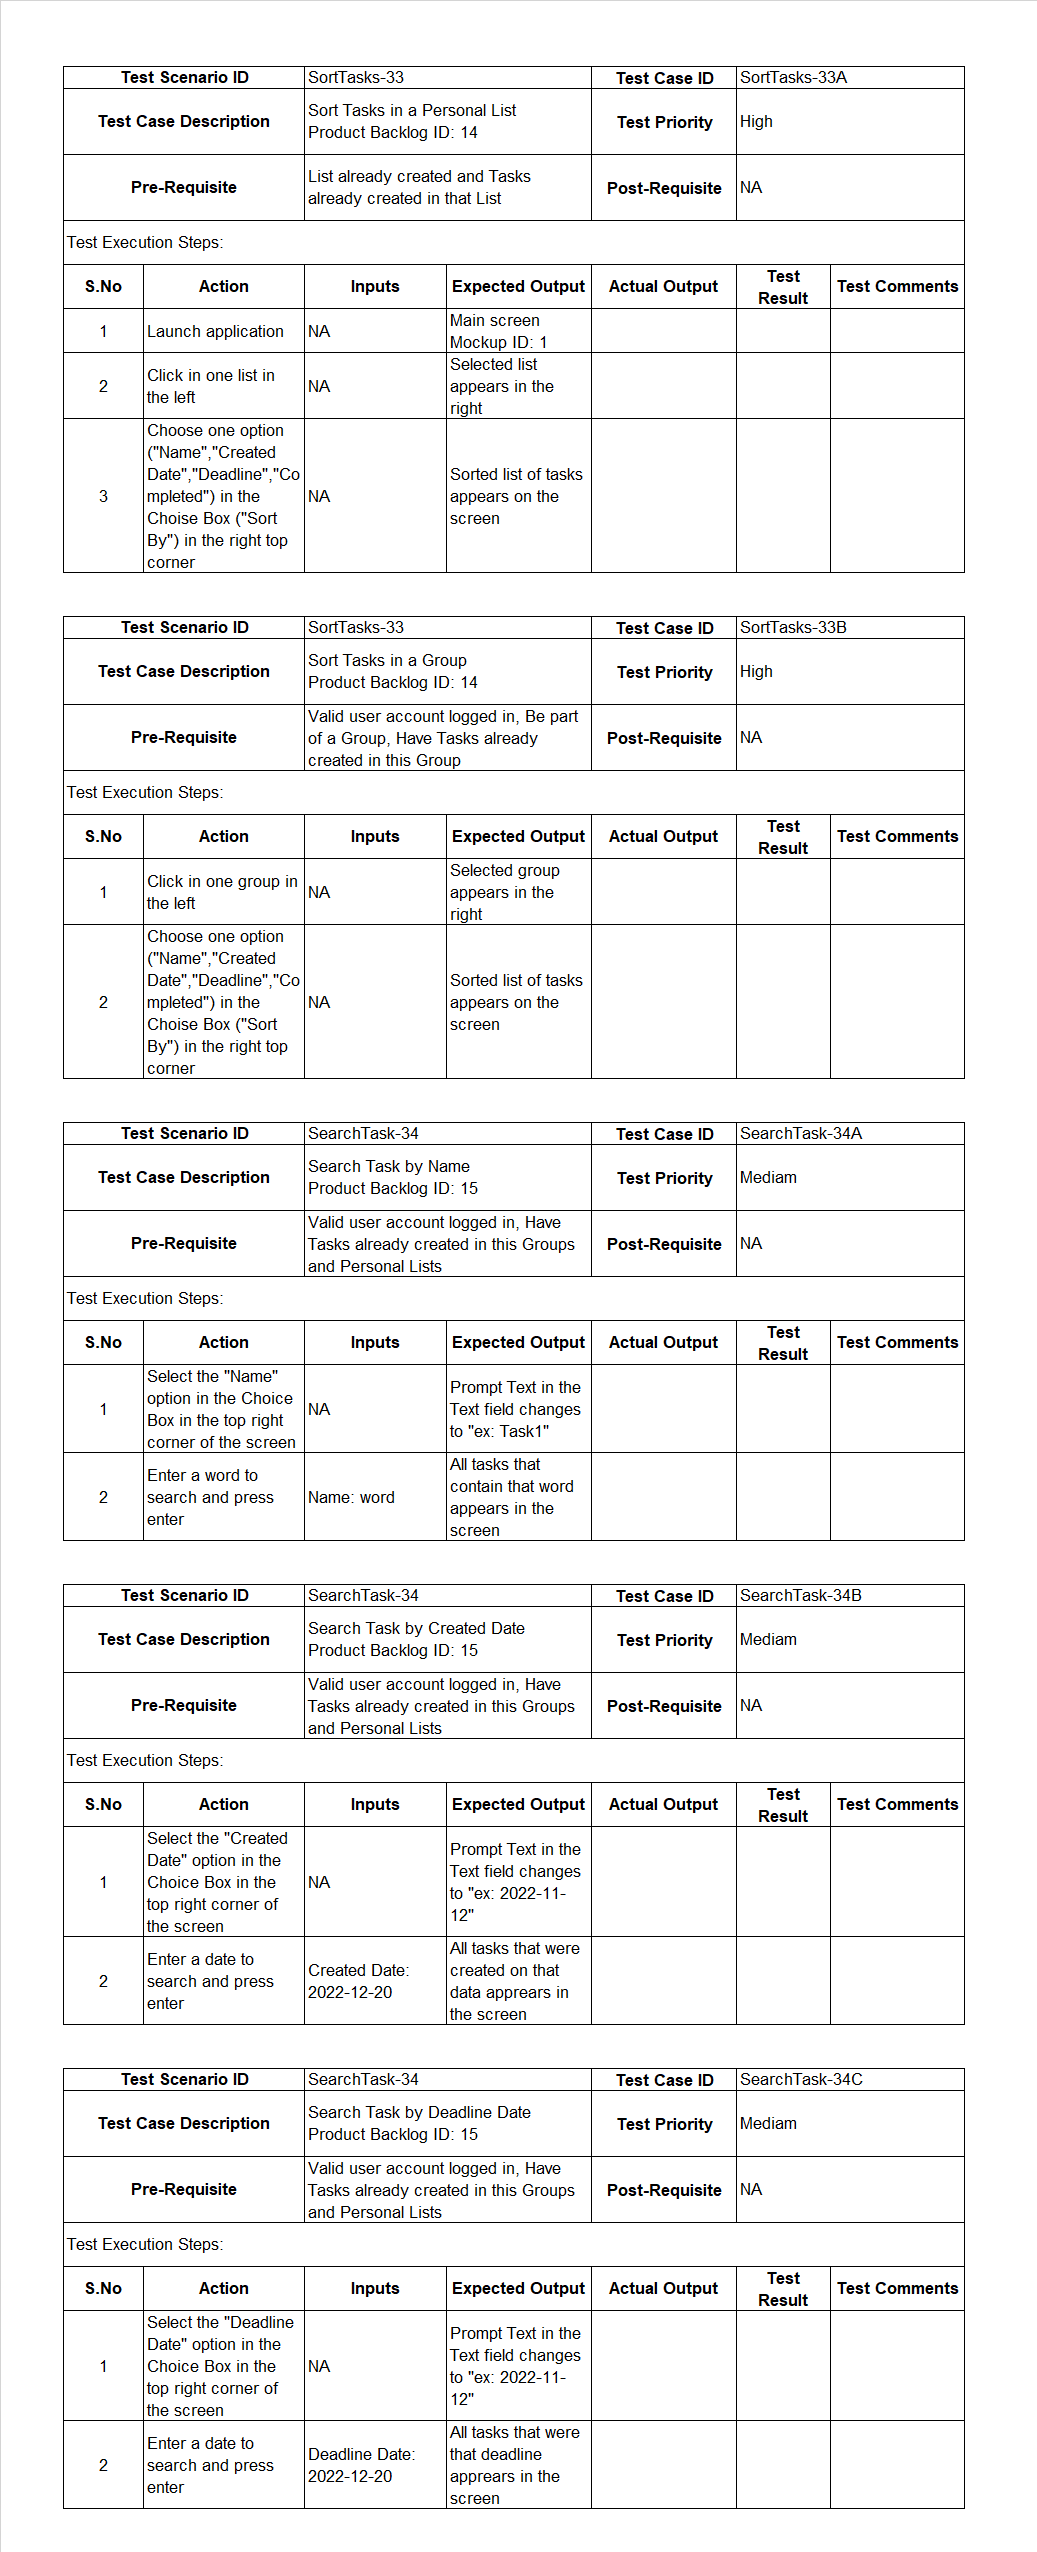 Test Scenario ID SortTasks-33 Test Case ID SortTasks-33A
Test Case Description Sort Tasks in a Personal List
Product Backlog ID: 14 Test Priority High
Pre-Requisite List already created and Tasks
already created in that List Post-Requisite NA
Test Execution Steps:
S.No Action Inputs Expected Output Actual Output Test
Result Test Comments
1 Launch application NA Main screen
Mockup ID: 1
2 Click in one list in
the left NA Selected list
appears in the
right
3 Choose one option
("Name","Created
Date","Deadline","Co
mpleted") in the
Choise Box ("Sort
By") in the right top
corner NA Sorted list of tasks
appears on the
screen
Test Scenario ID SortTasks-33 Test Case ID SortTasks-33B
Test Case Description Sort Tasks in a Group
Product Backlog ID: 14 Test Priority High
Pre-Requisite Valid user account logged in, Be part
of a Group, Have Tasks already
created in this Group Post-Requisite NA
Test Execution Steps:
S.No Action Inputs Expected Output Actual Output Test
Result Test Comments
1 Click in one group in
the left NA Selected group
appears in the
right
2 Choose one option
("Name","Created
Date","Deadline","Co
mpleted") in the
Choise Box ("Sort
By") in the right top
corner NA Sorted list of tasks
appears on the
screen
Test Scenario ID SearchTask-34 Test Case ID SearchTask-34A
Test Case Description Search Task by Name
Product Backlog ID: 15 Test Priority Mediam
Pre-Requisite Valid user account logged in, Have
Tasks already created in this Groups
and Personal Lists Post-Requisite NA
Test Execution Steps:
S.No Action Inputs Expected Output Actual Output Test
Result Test Comments
1 Select the "Name"
option in the Choice
Box in the top right
corner of the screen NA Prompt Text in the
Text field changes
to "ex: Task1"
2 Enter a word to
search and press
enter Name: word All tasks that
contain that word
appears in the
screen
Test Scenario ID SearchTask-34 Test Case ID SearchTask-34B
Test Case Description Search Task by Created Date
Product Backlog ID: 15 Test Priority Mediam
Pre-Requisite Valid user account logged in, Have
Tasks already created in this Groups
and Personal Lists Post-Requisite NA
Test Execution Steps:
S.No Action Inputs Expected Output Actual Output Test
Result Test Comments
1 Select the "Created
Date" option in the
Choice Box in the
top right corner of
the screen NA Prompt Text in the
Text field changes
to "ex: 2022-11-
12"
2 Enter a date to
search and press
enter Created Date:
2022-12-20 All tasks that were
created on that
data apprears in
the screen
Test Scenario ID SearchTask-34 Test Case ID SearchTask-34C
Test Case Description Search Task by Deadline Date
Product Backlog ID: 15 Test Priority Mediam
Pre-Requisite Valid user account logged in, Have
Tasks already created in this Groups
and Personal Lists Post-Requisite NA
Test Execution Steps:
S.No Action Inputs Expected Output Actual Output Test
Result Test Comments
1 Select the "Deadline
Date" option in the
Choice Box in the
top right corner of
the screen NA Prompt Text in the
Text field changes
to "ex: 2022-11-
12"
2 Enter a date to
search and press
enter Deadline Date:
2022-12-20 All tasks that were
that deadline
apprears in the
screen